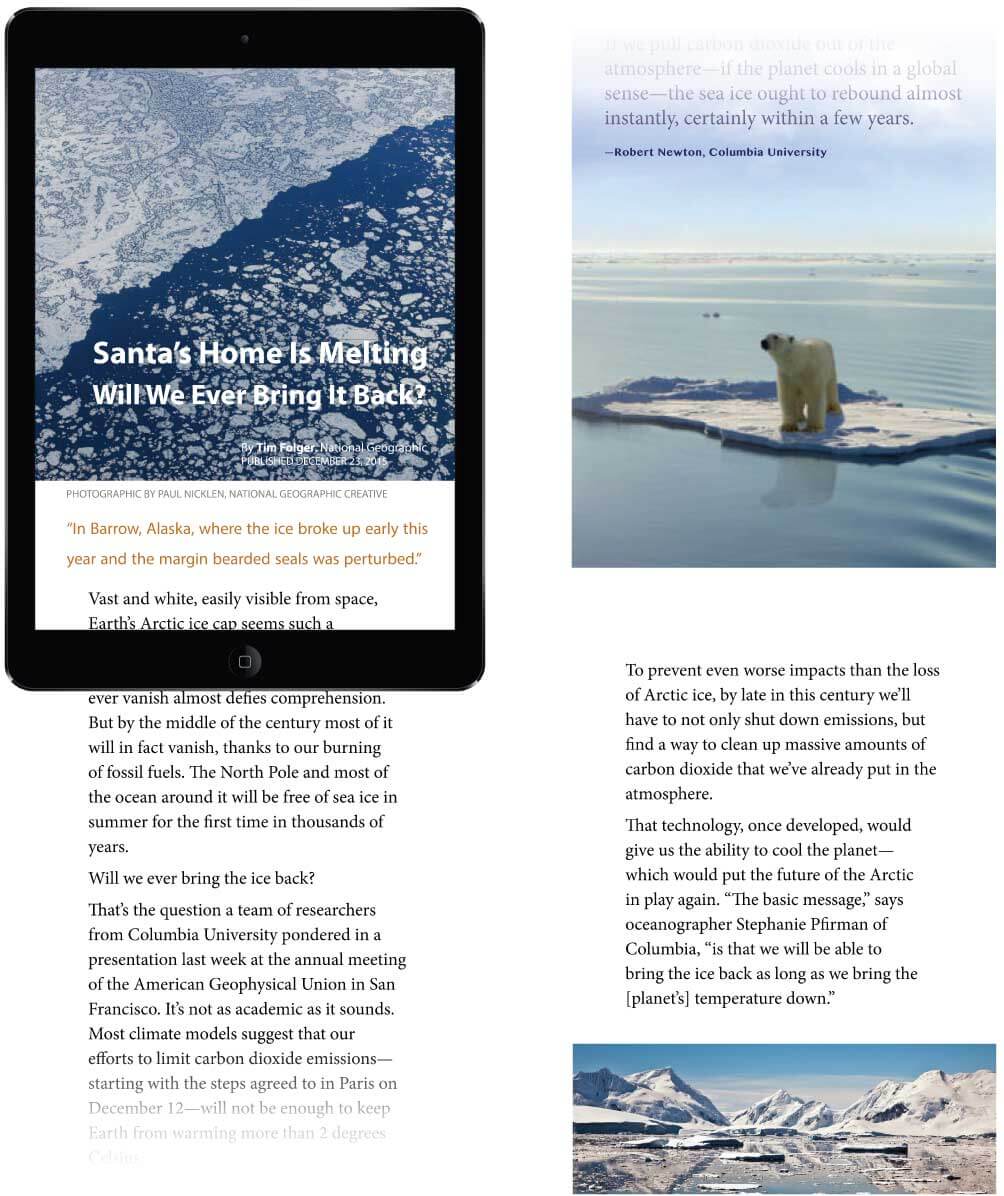 Santa's Home Is Melting
Will We Ever Bring It Back?
By Tim Folger, National Geographic
PUBLISHED DECEMBER 23, 2015
PHOTOGRAPHIC BY PAUL NICKLEN, NATIONAL GEOGRAPHIC CREATIVE
“In Barrow, Alaska, where the ice broke up early this
year and the margin bearded seals was perturbed.”
Vast and white, easily visible from space,
Earth’s Arctic ice cap seems such a
ever vanish almost defies comprehension.
But by the middle of the century most of it
will in fact vanish, thanks to our burning
of fossil fuels. The North Pole and most of
the ocean around it will be free of sea ice in
summer for the first time in thousands of
years.
Will we ever bring the ice back?
That’s the question a team of researchers
from Columbia University pondered in a
presentation last week at the annual meeting
of the American Geophysical Union in San
Francisco. It’s not as academic as it sounds.
Most climate models suggest that our
efforts to limit carbon dioxide emissions—
starting with the steps agreed to in Paris on
December 12—will not be enough to keep
Earth from warming more than 2 degrees
Celsius.
If we pull carbon dioxide out of the
atmosphere—if the planet cools in a global
sense—the sea ice ought to rebound almost
instantly, certainly within a few years.
—Robert Newton, Columbia University
To prevent even worse impacts than the loss
of Arctic ice, by late in this century we’ll
have to not only shut down emissions, but
find a way to clean up massive amounts of
carbon dioxide that we’ve already put in the
atmosphere.
That technology, once developed, would
give us the ability to cool the planet—
which would put the future of the Arctic
in play again. “The basic message,” says
oceanographer Stephanie Pfirman of
Columbia, “is that we will be able to
bring the ice back as long as we bring the
[planet’s] temperature down.”